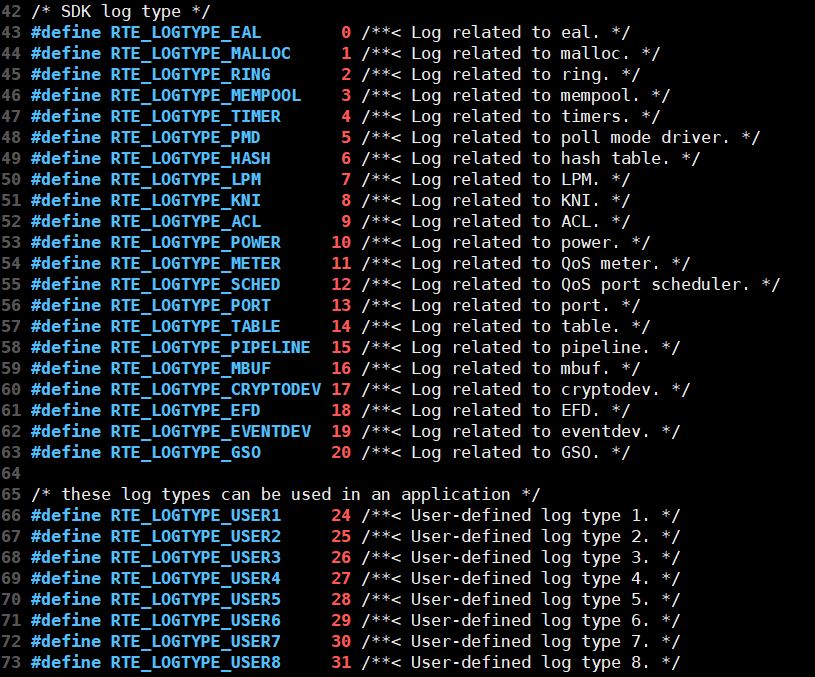 42 /* SDK log type */
43 #define RTE_LOGTYPE_EAL        0 /**< Log related to eal. */
44 #define RTE_LOGTYPE_MALLOC     1 /**< Log related to malloc. */
45 #define RTE_LOGTYPE_RING       2 /**< Log related to ring. */
46 #define RTE_LOGTYPE_MEMPOOL    3 /**< Log related to mempool. */
47 #define RTE_LOGTYPE_TIMER      4 /**< Log related to timers. */
48 #define RTE_LOGTYPE_PMD        5 /**< Log related to poll mode driver. */
49 #define RTE_LOGTYPE_HASH       6 /**< Log related to hash table. */
50 #define RTE_LOGTYPE_LPM        7 /**< Log related to LPM. */
51 #define RTE_LOGTYPE_KNI        8 /**< Log related to KNI. */
52 #define RTE_LOGTYPE_ACL        9 /**< Log related to ACL. */
53 #define RTE_LOGTYPE_POWER     10 /**< Log related to power. */
54 #define RTE_LOGTYPE_METER     11 /**< Log related to QoS meter. */
55 #define RTE_LOGTYPE_SCHED     12 /**< Log related to QoS port scheduler. */
56 #define RTE_LOGTYPE_PORT      13 /**< Log related to port. */
57 #define RTE_LOGTYPE_TABLE     14 /**< Log related to table. */
58 #define RTE_LOGTYPE_PIPELINE  15 /**< Log related to pipeline. */
59 #define RTE_LOGTYPE_MBUF      16 /**< Log related to mbuf. */
60 #define RTE_LOGTYPE_CRYPTODEV 17 /**< Log related to cryptodev. */
61 #define RTE_LOGTYPE_EFD       18 /**< Log related to EFD. */
62 #define RTE_LOGTYPE_EVENTDEV  19 /**< Log related to eventdev. */
63 #define RTE_LOGTYPE_GSO       20 /**< Log related to GSO. */
64
65 /* these log types can be used in an application */
66 #define RTE_LOGTYPE_USER1     24 /**< User-defined log type 1. */
67 #define RTE_LOGTYPE_USER2     25 /**< User-defined log type 2. */
68 #define RTE_LOGTYPE_USER3     26 /**< User-defined log type 3. */
69 #define RTE_LOGTYPE_USER4     27 /**< User-defined log type 4. */
70 #define RTE_LOGTYPE_USER5     28 /**< User-defined log type 5. */
71 #define RTE_LOGTYPE_USER6     29 /**< User-defined log type 6. */
72 #define RTE_LOGTYPE_USER7     30 /**< User-defined log type 7. */
73 #define RTE_LOGTYPE_USER8     31 /**< User-defined log type 8. */